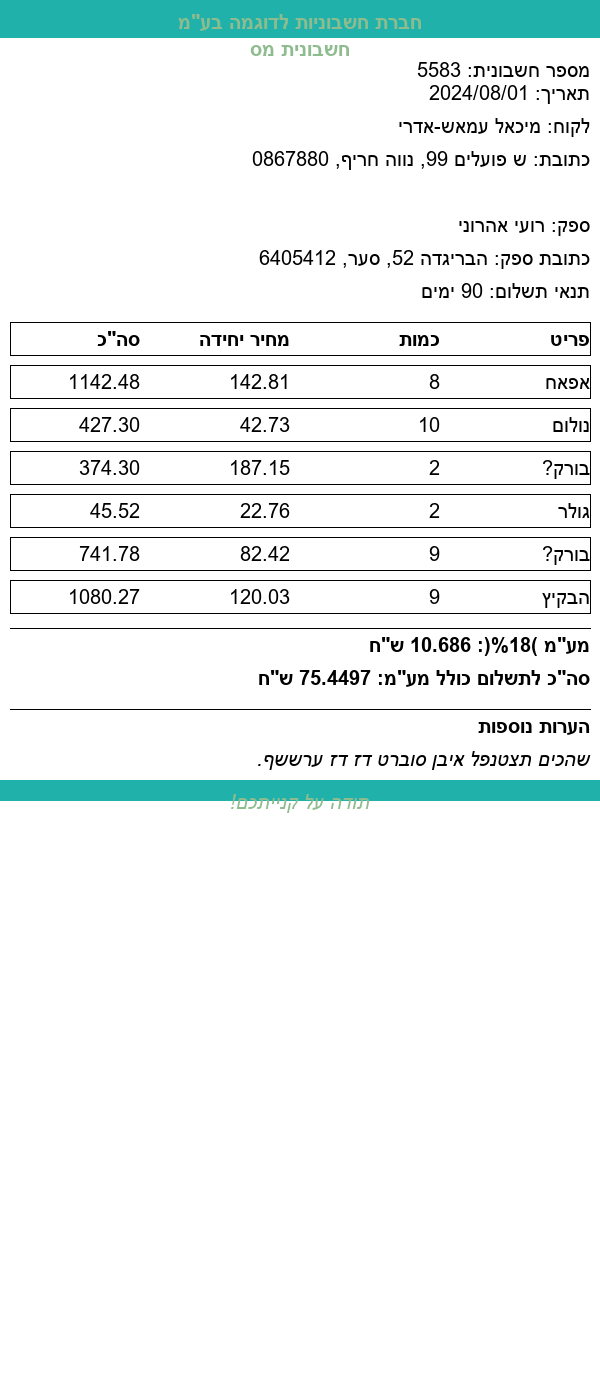 חברת חשבוניות לדוגמה בע"מ
חשבונית מס
מספר חשבונית: 5583
תאריך: 2024/08/01
לקוח: מיכאל עמאש-אדרי
כתובת: ש פועלים 99, נווה חריף, 0867880
ספק: רועי אהרוני
כתובת ספק: הבריגדה 52, סער, 6405412
תנאי תשלום: 90 ימים
פריט כמות מחיר יחידה סה"כ
אפאח 8 142.81 1142.48
נולום 10 42.73 427.30
בורק? 2 187.15 374.30
גולר 2 22.76 45.52
בורק? 9 82.42 741.78
הבקיץ 9 120.03 1080.27
מע"מ )18%(: 10.686 ש"ח
סה"כ לתשלום כולל מע"מ: 75.4497 ש"ח
הערות נוספות
שהכים תצטנפל איבן סוברט דז דז ערששף.
תודה על קנייתכם!